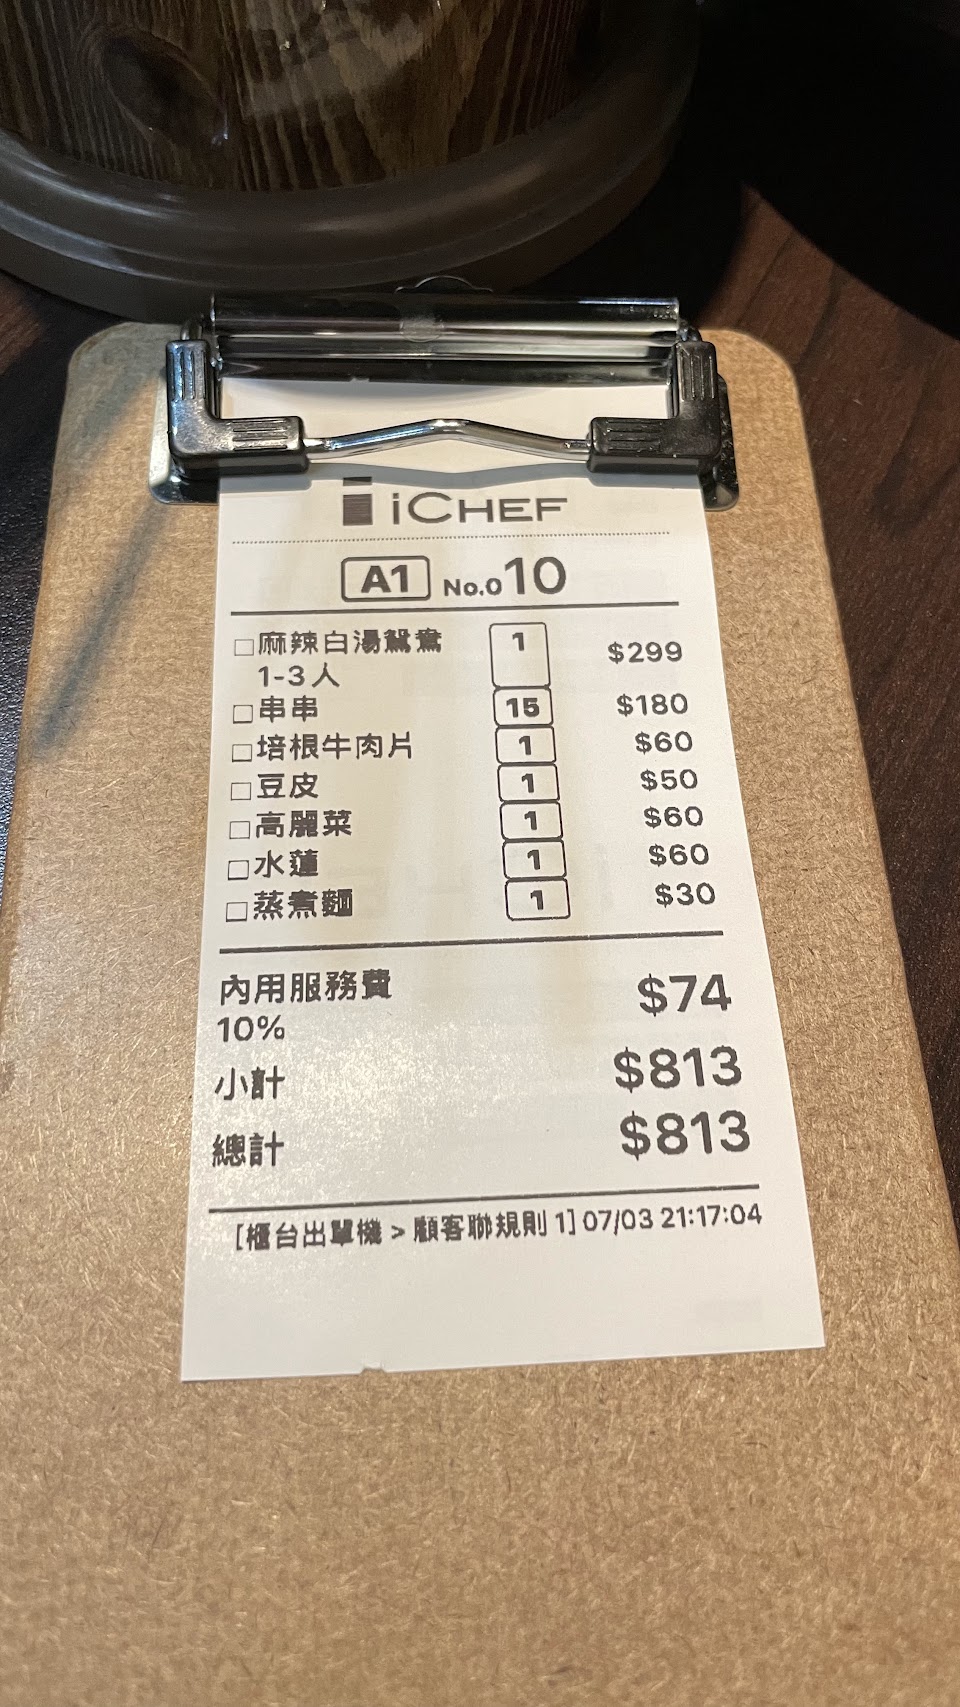 iCHEF
A1 No.010
□麻辣白湯鴛鴦 1 $299
1-3人
□串串 15 $180
□培根牛肉片 1 $60
□豆皮 1 $50
□高麗菜 1 $60
□水蓮 1 $60
□蒸煮麵 1 $30
內用服務費 $74
10%
小計 $813
總計 $813
[櫃台出單機 > 顧客聯規則 1] 07/03 21:17:04